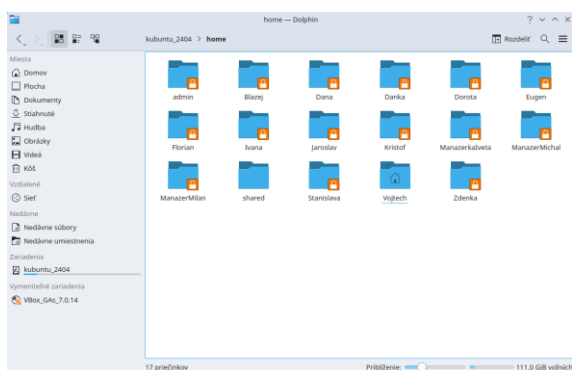 home — Dolphin
kubuntu_2404 > home
Rozdeliť
Miesta
Domov
Plocha
Dokumenty
Stiahnuté
Hudba
Obrázky
Videá
Kôš
Vzdialené
Sieť
Nedávne
Nedávne súbory
Nedávne umiestnenia
Zariadenia
kubuntu_2404
Vymeniteľné zariadenia
VBox_GAs_7.0.14
admin
Blazej
Dana
Danka
Dorota
Eugen
Florian
Ivana
Jaroslav
Kristof
ManazerkaIveta
ManazerMichal
ManazerMilan
shared
Stanislava
Vojtech
Zdenka
17 priečinkov
Priblíženie:
111,0 GiB voľných